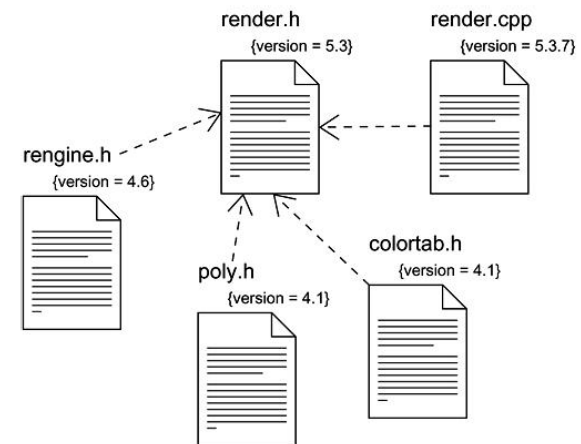 render.h
{version = 5.3}
render.cpp
{version = 5.3.7}
rengine.h
{version = 4.6}
poly.h
{version = 4.1}
colortab.h
{version = 4.1}